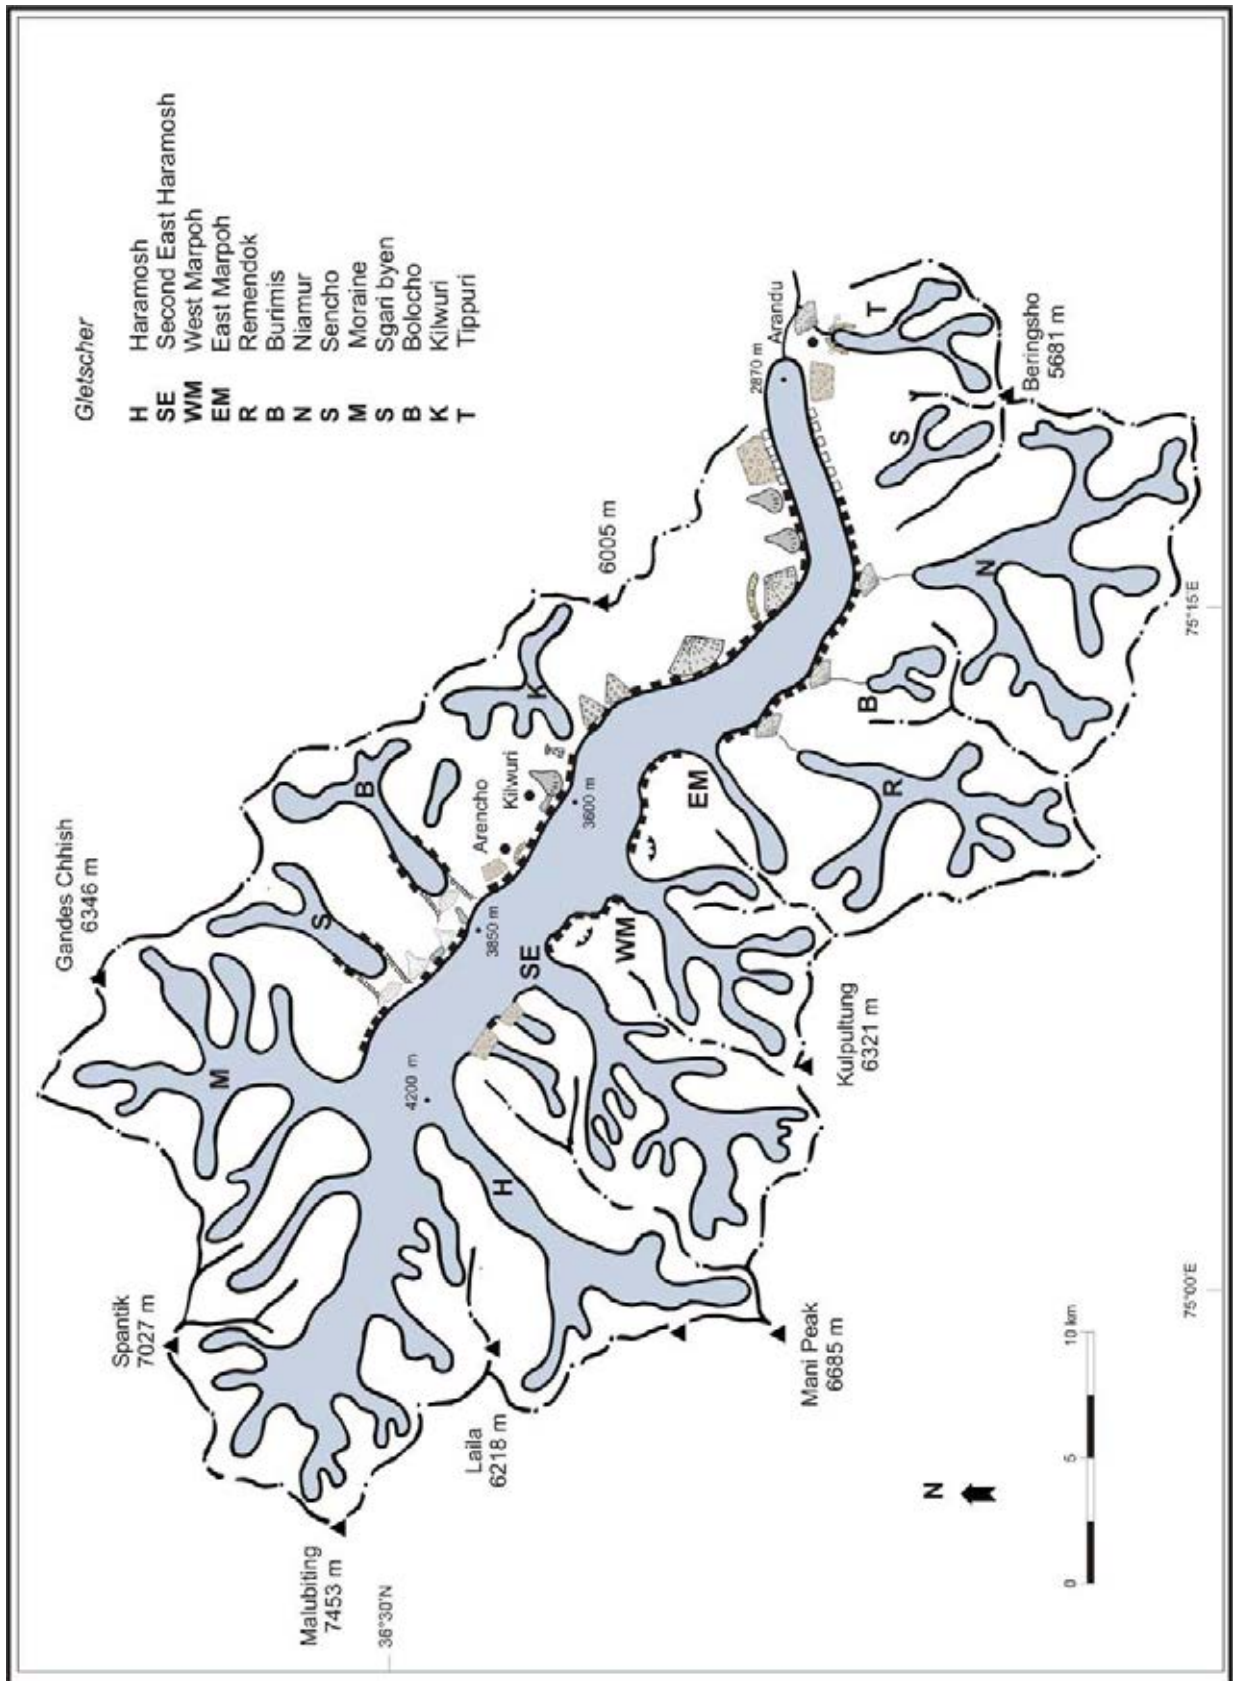 Gletscher
H Haramosh
SE Second East Haramosh
WM West Marpoh
EM East Marpoh
R Remendok
B Burimis
N Niamur
S Sencho
M Moraine
S Sgari byen
B Bolocho
K Kilwuri
T Tippuri
Malubiting
7453 m
Spantik
7027 m
Gandes Chhish
6346 m
36°30'N
Laila
6218 m
M
S
B
K
6005 m
4200 m
3850 m
Arencho
Kilwuri
3600 m
H
SE
WM
EM
2870 m
Arandu
T
S
N
B
R
Mani Peak
6685 m
Kulpultung
6321 m
Beringsho
5681 m
N
0
5
10 km
75°00'E
75°15'E